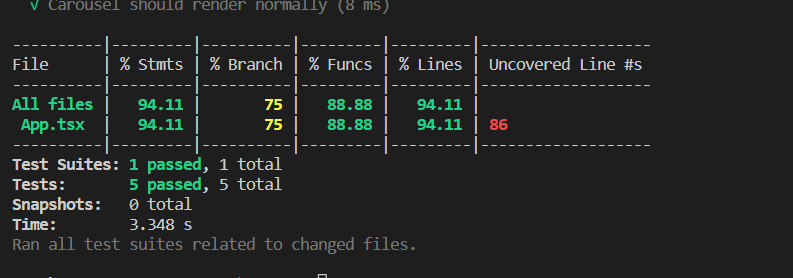 √ Carousel should render normally (8 ms)
----------|---------|----------|---------|---------|-------------------
File      | % Stmts | % Branch | % Funcs | % Lines | Uncovered Line #s
----------|---------|----------|---------|---------|-------------------
All files |   94.11 |       75 |   88.88 |   94.11 |
 App.tsx  |   94.11 |       75 |   88.88 |   94.11 | 86
----------|---------|----------|---------|---------|-------------------
Test Suites: 1 passed, 1 total
Tests:       5 passed, 5 total
Snapshots:   0 total
Time:        3.348 s
Ran all test suites related to changed files.